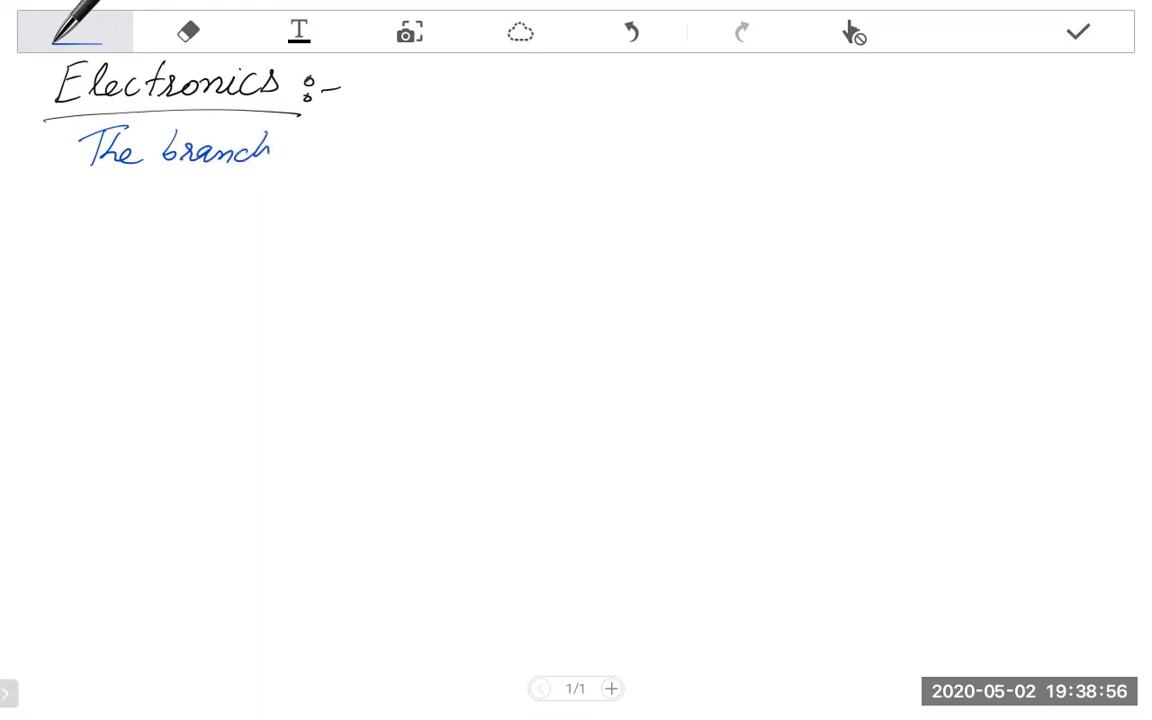 T
Electronics :-
The branch
1/1
2020-05-02 19:38:56